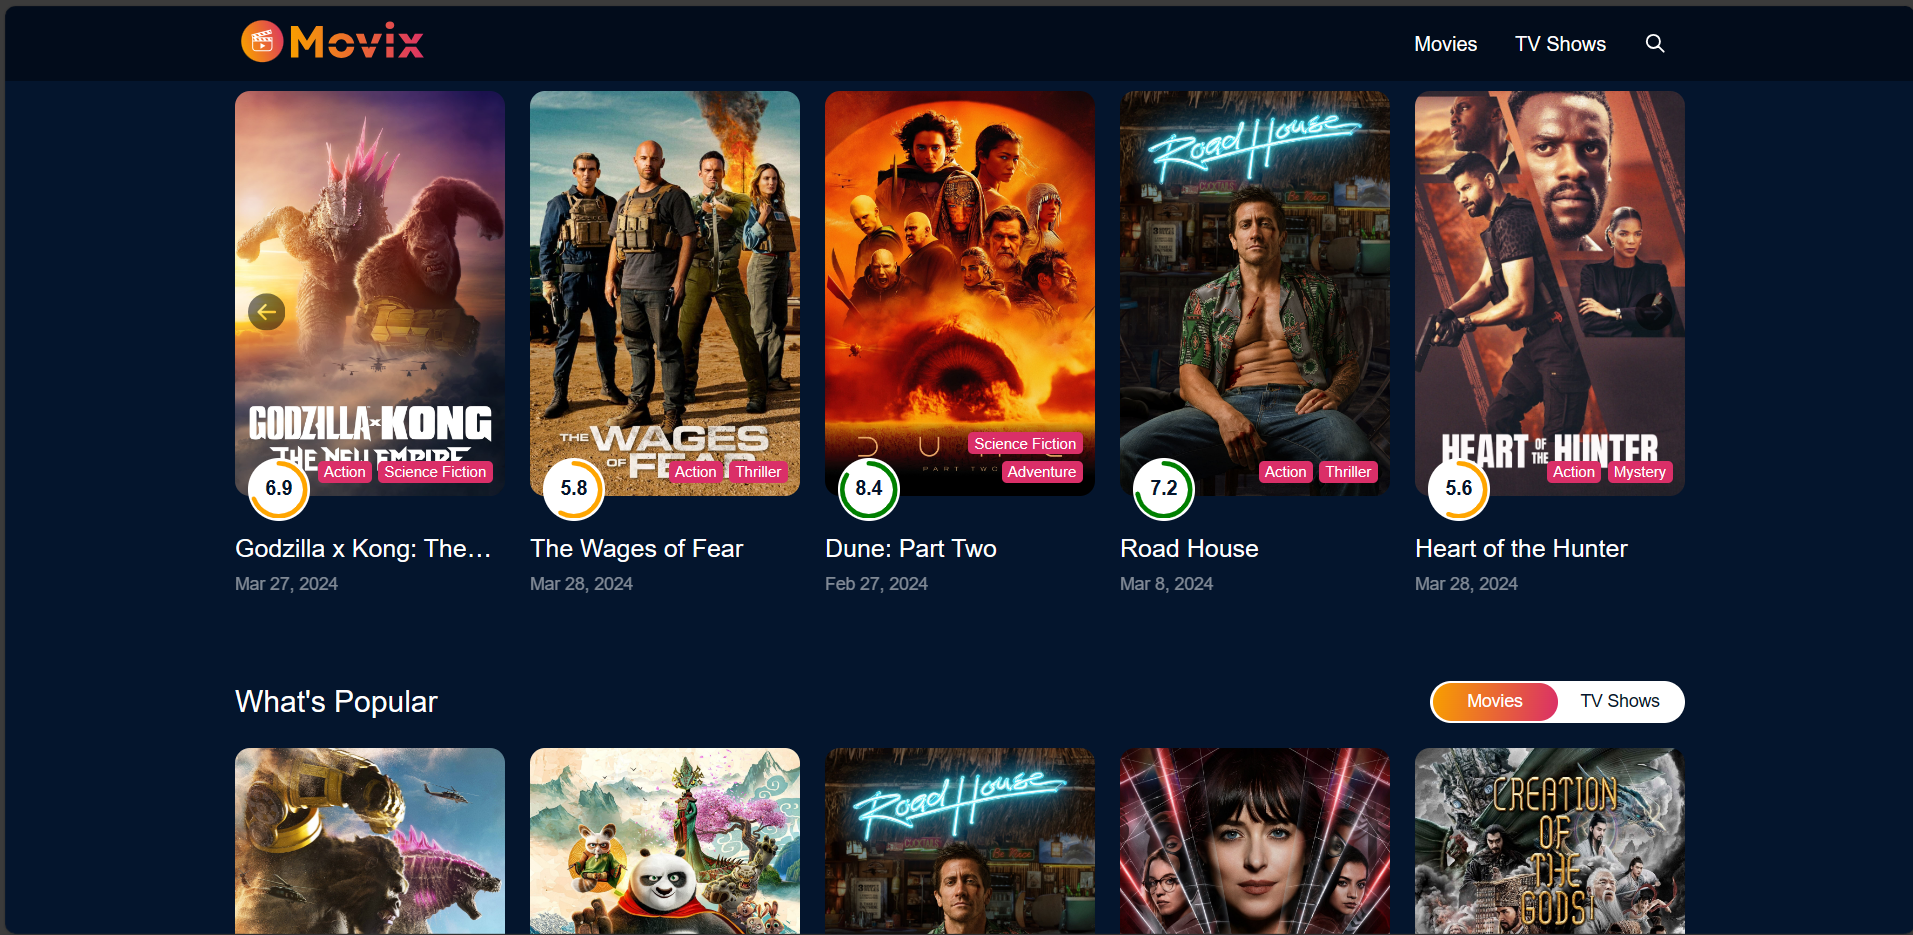 Movix
Movies
TV Shows
GODZILLA x KONG
THE NEW EMPIRE
Action
Science Fiction
6.9
Godzilla x Kong: The...
Mar 27, 2024
THE WAGES
OF FEAR
Action
Thriller
5.8
The Wages of Fear
Mar 28, 2024
Science Fiction
PART TWO
Adventure
8.4
Dune: Part Two
Feb 27, 2024
Road House
Action
Thriller
7.2
Road House
Mar 8, 2024
HEART OF THE HUNTER
Action
Mystery
5.6
Heart of the Hunter
Mar 28, 2024
What's Popular
Movies
TV Shows
Road House
CREATION
OF
THE
GODS I